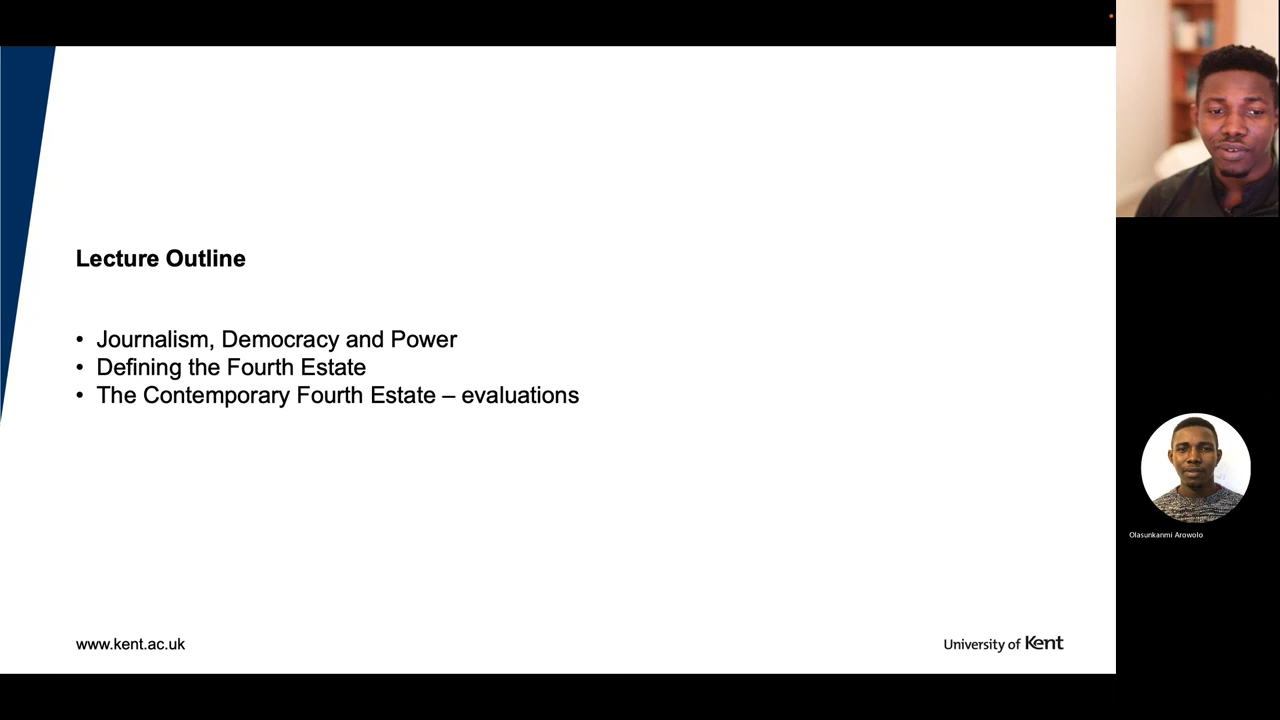 Lecture Outline
• Journalism, Democracy and Power
• Defining the Fourth Estate
• The Contemporary Fourth Estate – evaluations
Olasunkanmi Arowolo
www.kent.ac.uk
University of Kent